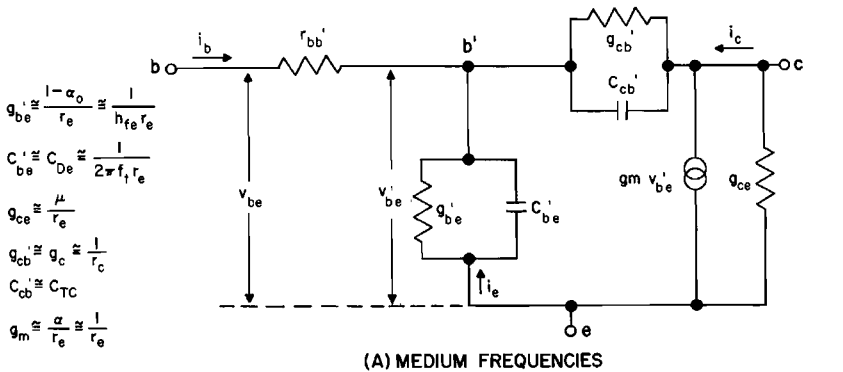 i_b
r_bb'
b'
b
g_cb'
C_cb'
i_c
c
g_b'e ≅ (1-α_o)/r_e ≅ 1/(h_fe r_e)
C_b'e ≅ C_De ≅ 1/(2π f_t r_e)
g_ce ≅ μ/r_e
g_cb' ≅ g_c ≅ 1/r_c
C_cb' ≅ C_TC
g_m ≅ α/r_e ≅ 1/r_e
v_be
v_b'e
g_b'e
C_b'e
gm v_b'e
g_ce
i_e
e
(A) MEDIUM FREQUENCIES